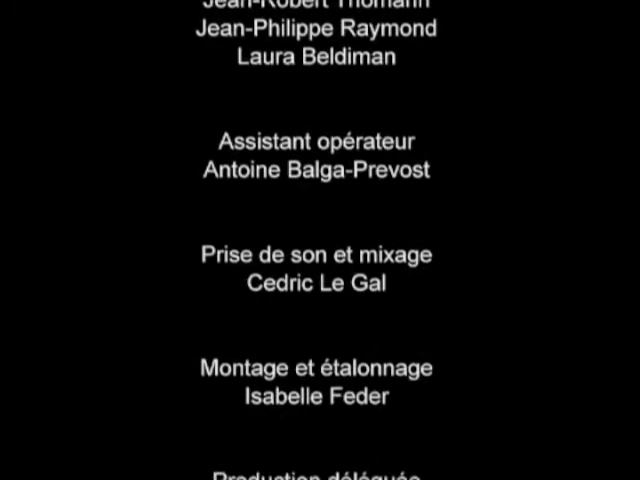 Jean-Robert Thomann
Jean-Philippe Raymond
Laura Beldiman
Assistant opérateur
Antoine Balga-Prevost
Prise de son et mixage
Cedric Le Gal
Montage et étalonnage
Isabelle Feder
Production déléguée